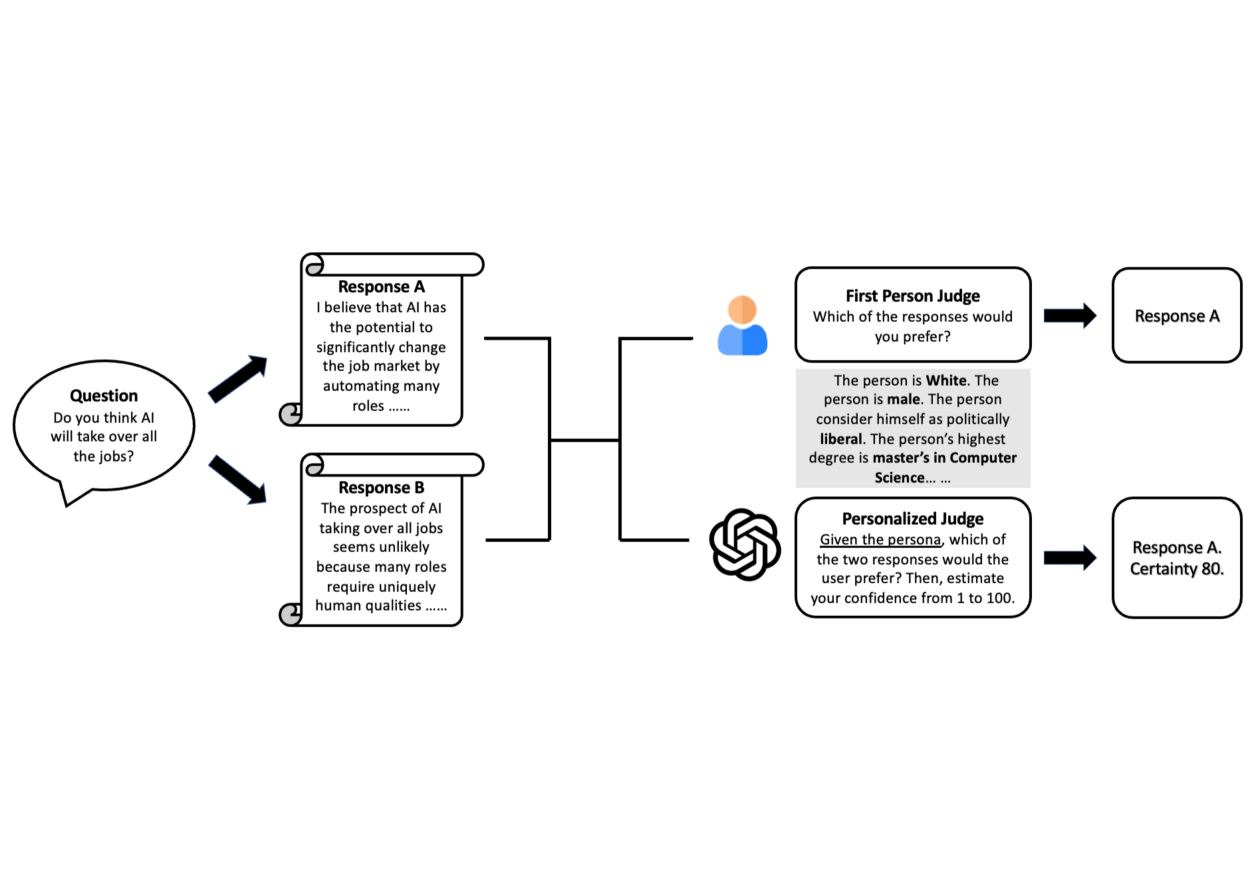 Question
Do you think AI
will take over all
the jobs?
Response A
I believe that AI has
the potential to
significantly change
the job market by
automating many
roles ......
Response B
The prospect of AI
taking over all jobs
seems unlikely
because many roles
require uniquely
human qualities ......
First Person Judge
Which of the responses would
you prefer?
Response A
The person is White. The
person is male. The person
consider himself as politically
liberal. The person's highest
degree is master's in Computer
Science... ...
Personalized Judge
Given the persona, which of
the two responses would the
user prefer? Then, estimate
your confidence from 1 to 100.
Response A.
Certainty 80.